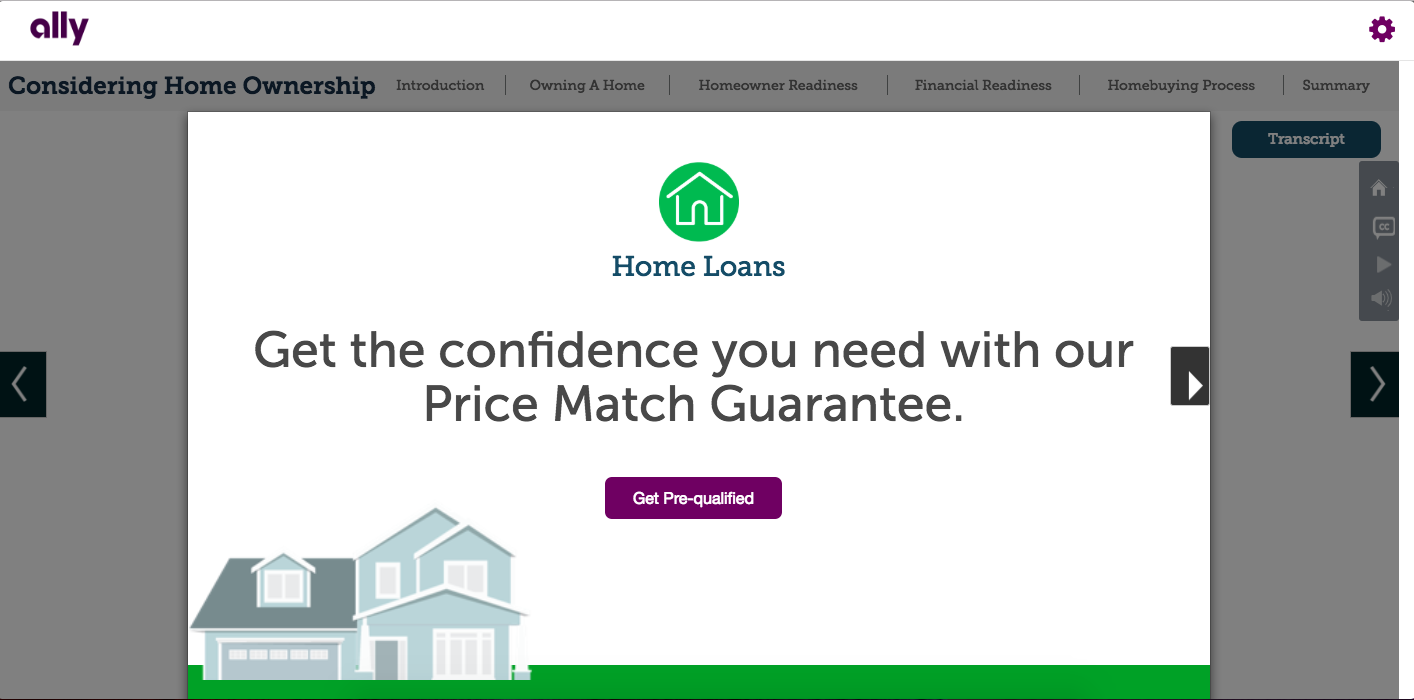 ally
Considering Home Ownership
Introduction
Owning A Home
Homeowner Readiness
Financial Readiness
Homebuying Process
Summary
Transcript
CC
Home Loans
Get the confidence you need with our
Price Match Guarantee.
Get Pre-qualified